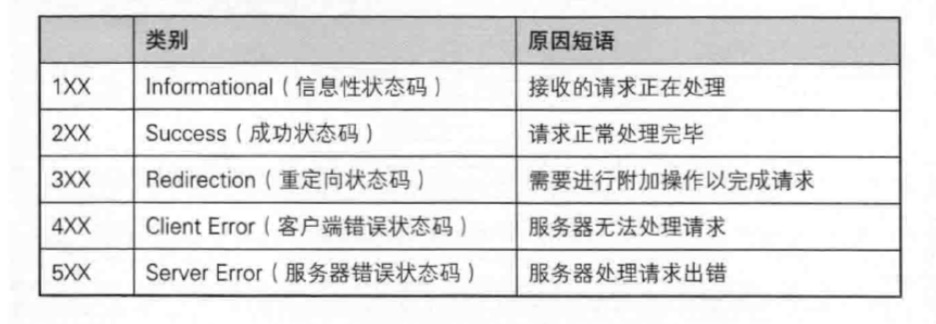 类别 原因短语
1XX Informational（信息性状态码） 接收的请求正在处理
2XX Success（成功状态码） 请求正常处理完毕
3XX Redirection（重定向状态码） 需要进行附加操作以完成请求
4XX Client Error（客户端错误状态码） 服务器无法处理请求
5XX Server Error（服务器错误状态码） 服务器处理请求出错